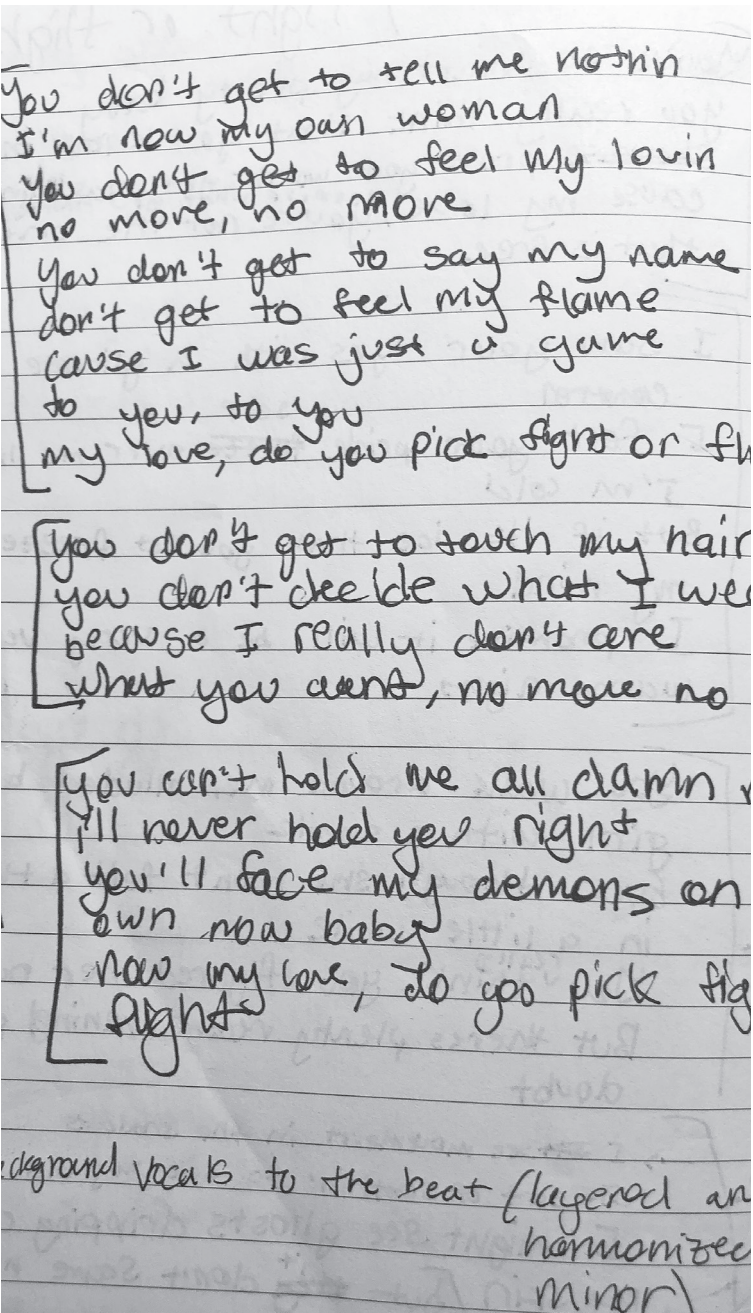 You don't get to tell me nothin
I'm now my own woman
you don't get to feel my lovin
no more, no more
you don't get to say my name
don't get to feel my flame
cause I was just a game
to you, to you
my love, do you pick fight or fl
you don't get to touch my hair
you don't decide what I wea
because I really don't care
what you want, no more no
you can't hold me all damn
i'll never hold you right
you'll face my demons on
own now baby
now my love, do you pick fig
flight
ckground vocals to the beat (layered an
harmonized
minor)